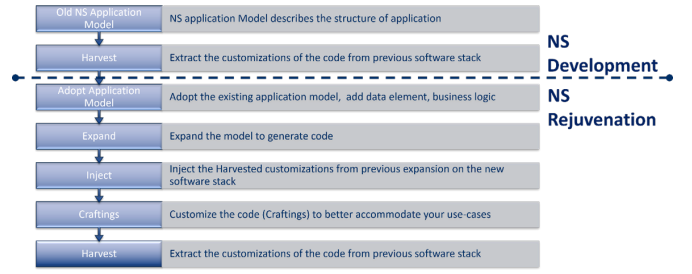 Old NS Application
Model
NS application Model describes the structure of application
Harvest
Extract the customizations of the code from previous software stack
NS
Development
Adopt Application
Model
Adopt the existing application model, add data element, business logic
NS
Rejuvenation
Expand
Expand the model to generate code
Inject
Inject the Harvested customizations from previous expansion on the new
software stack
Craftings
Customize the code (Craftings) to better accommodate your use-cases
Harvest
Extract the customizations of the code from previous software stack